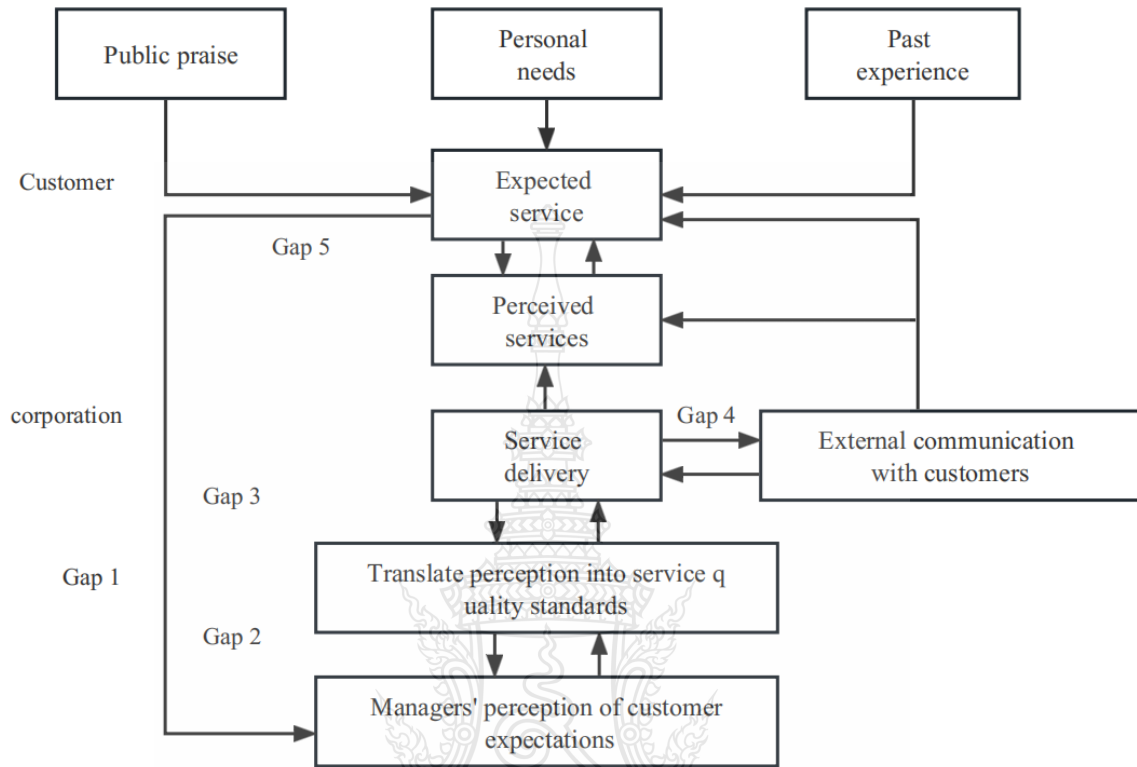 Public praise
Personal
needs
Past
experience
Customer
Expected
service
Gap 5
Perceived
services
corporation
Service
delivery
Gap 4
External communication
with customers
Gap 3
Gap 1
Translate perception into service q
uality standards
Gap 2
Managers' perception of customer
expectations